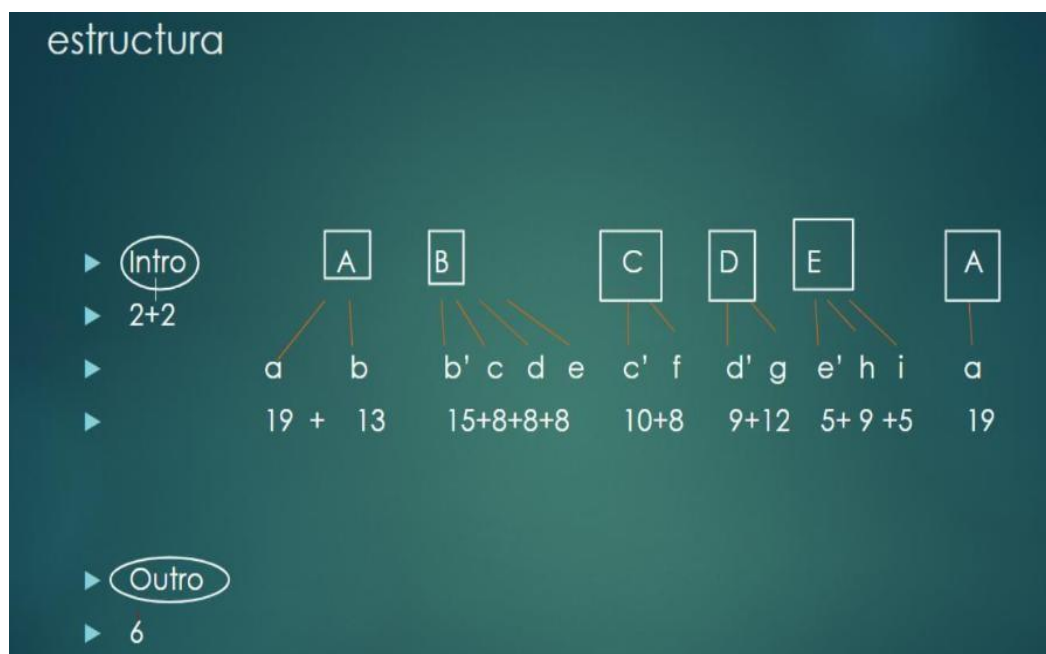 estructura
Intro A B C D E A
2+2
a b b' c d e c' f d' g e' h i a
19 + 13 15+8+8+8 10+8 9+12 5+ 9 +5 19
Outro
6